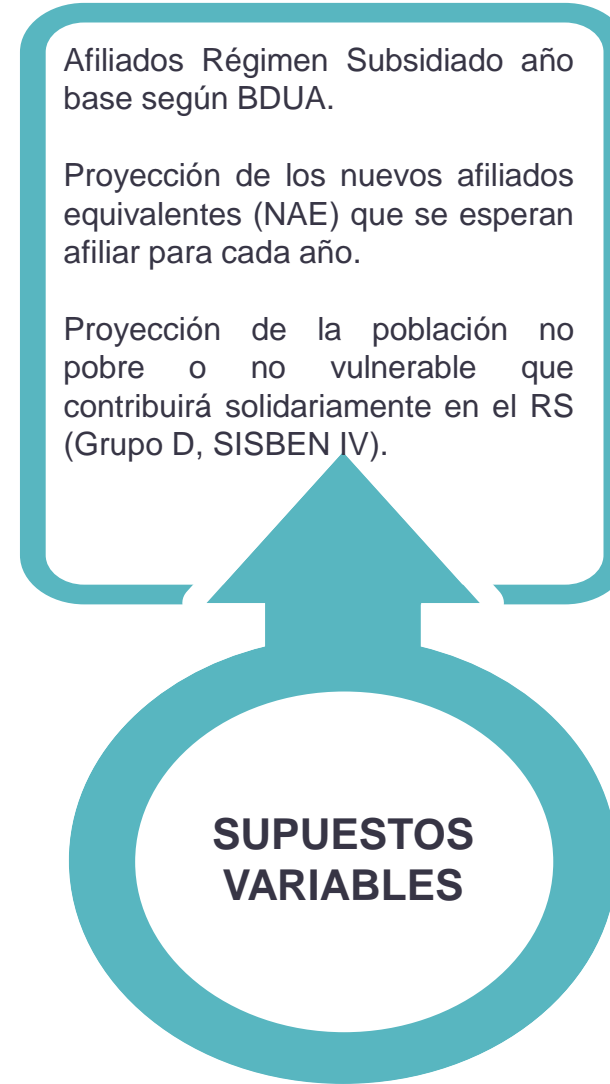 Afiliados Régimen Subsidiado año
base según BDUA.
Proyección de los nuevos afiliados
equivalentes (NAE) que se esperan
afiliar para cada año.
Proyección de la población no
pobre o no vulnerable que
contribuirá solidariamente en el RS
(Grupo D, SISBEN IV).
SUPUESTOS
VARIABLES